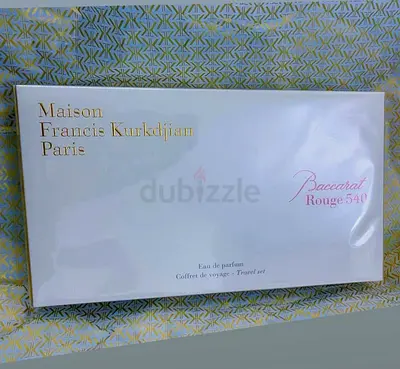 Maison
Francis Kurkdjian
Paris
dubizzle
Baccarat
Rouge 540
Eau de parfum
Coffret de voyage - Travel set